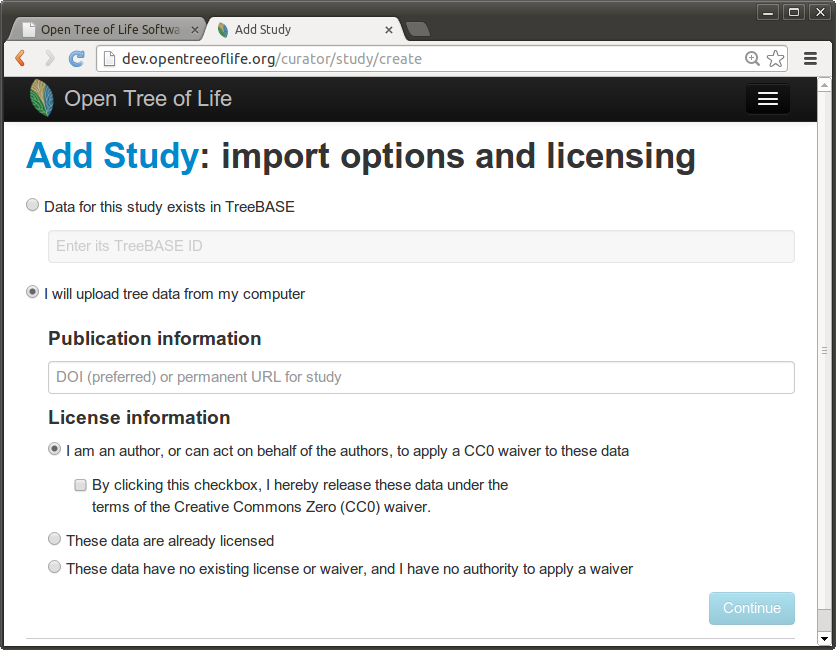 Open Tree of Life Softwa
Add Study
dev.opentreeoflife.org/curator/study/create
Open Tree of Life
Add Study: import options and licensing
Data for this study exists in TreeBASE
Enter its TreeBASE ID
I will upload tree data from my computer
Publication information
DOI (preferred) or permanent URL for study
License information
I am an author, or can act on behalf of the authors, to apply a CC0 waiver to these data
By clicking this checkbox, I hereby release these data under the
terms of the Creative Commons Zero (CC0) waiver.
These data are already licensed
These data have no existing license or waiver, and I have no authority to apply a waiver
Continue